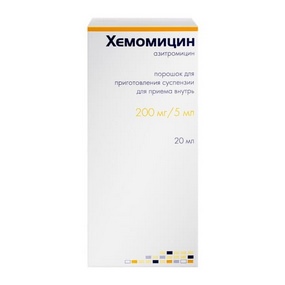 Хемомицин
азитромицин
порошок для
приготовления суспензии
для приема внутрь
200 мг/5 мл
20 мл